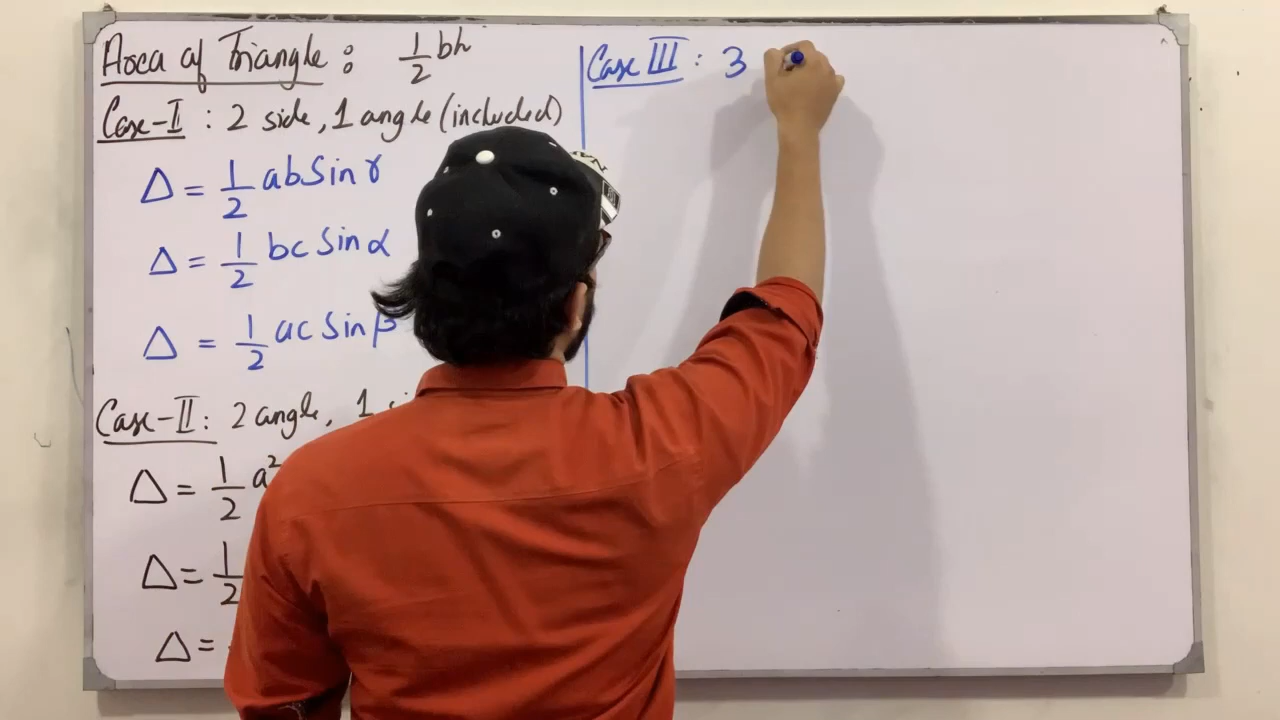 Area of Triangle : 1/2 bh
Case-I : 2 side, 1 angle (included)
Δ = 1/2 ab Sin γ
Δ = 1/2 bc Sin α
Δ = 1/2 ac Sin β
Case-II : 2 angle, 1
Δ = 1/2 a²
Δ = 1/2
Δ =
Case III : 3